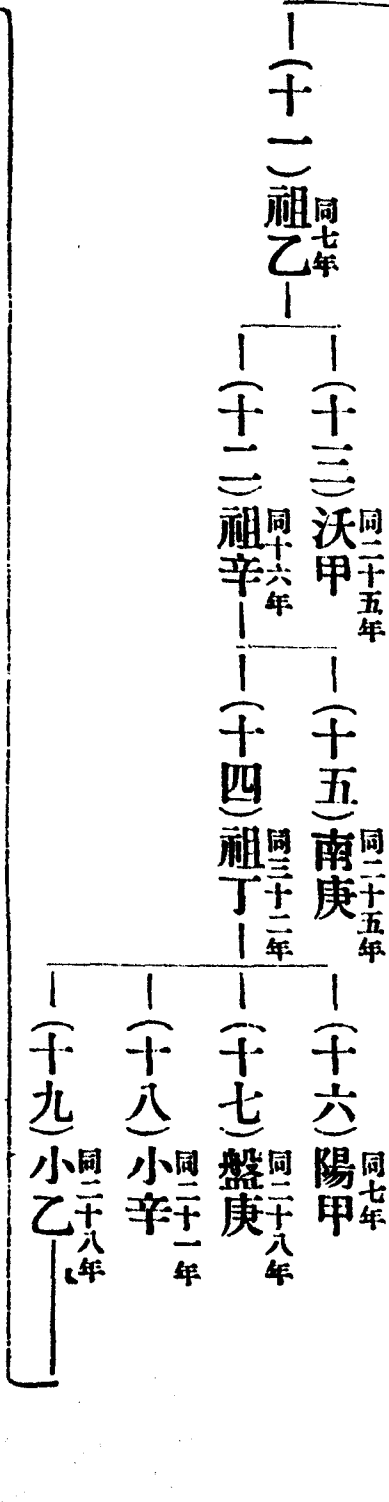 （十一）祖乙
同七年
（十三）沃甲
同二十五年
（十二）祖辛
同十六年
（十五）南庚
同二十五年
（十四）祖丁
同三十二年
（十六）陽甲
同七年
（十七）盤庚
同二十八年
（十八）小辛
同二十一年
（十九）小乙
同二十八年